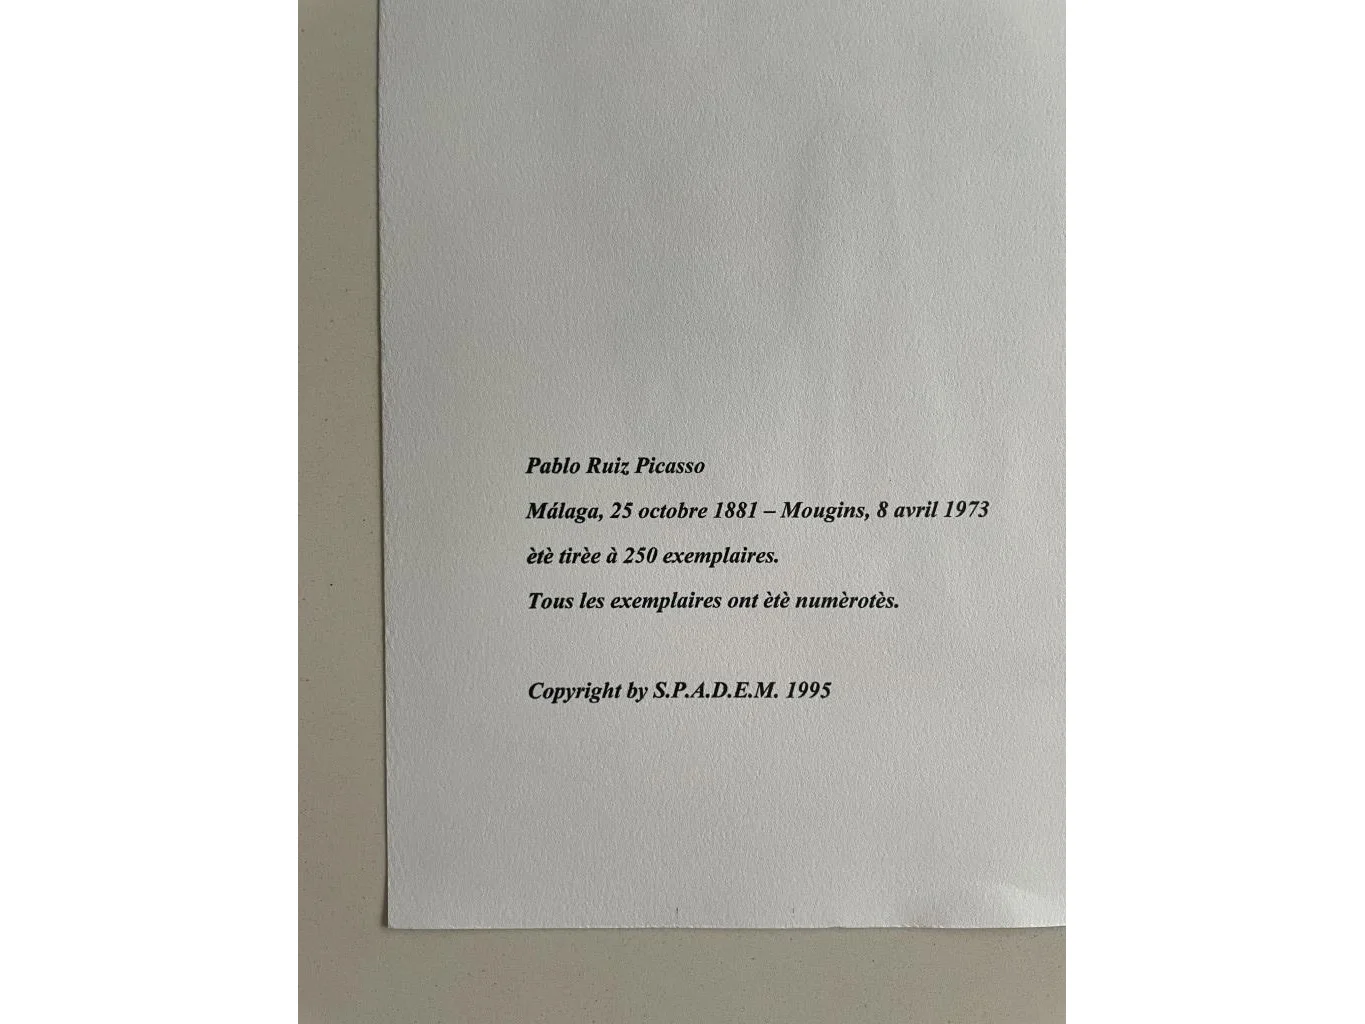 Pablo Ruiz Picasso
Málaga, 25 octobre 1881 – Mougins, 8 avril 1973
ètè tirèe à 250 exemplaires.
Tous les exemplaires ont ètè numèrotès.
Copyright by S.P.A.D.E.M. 1995